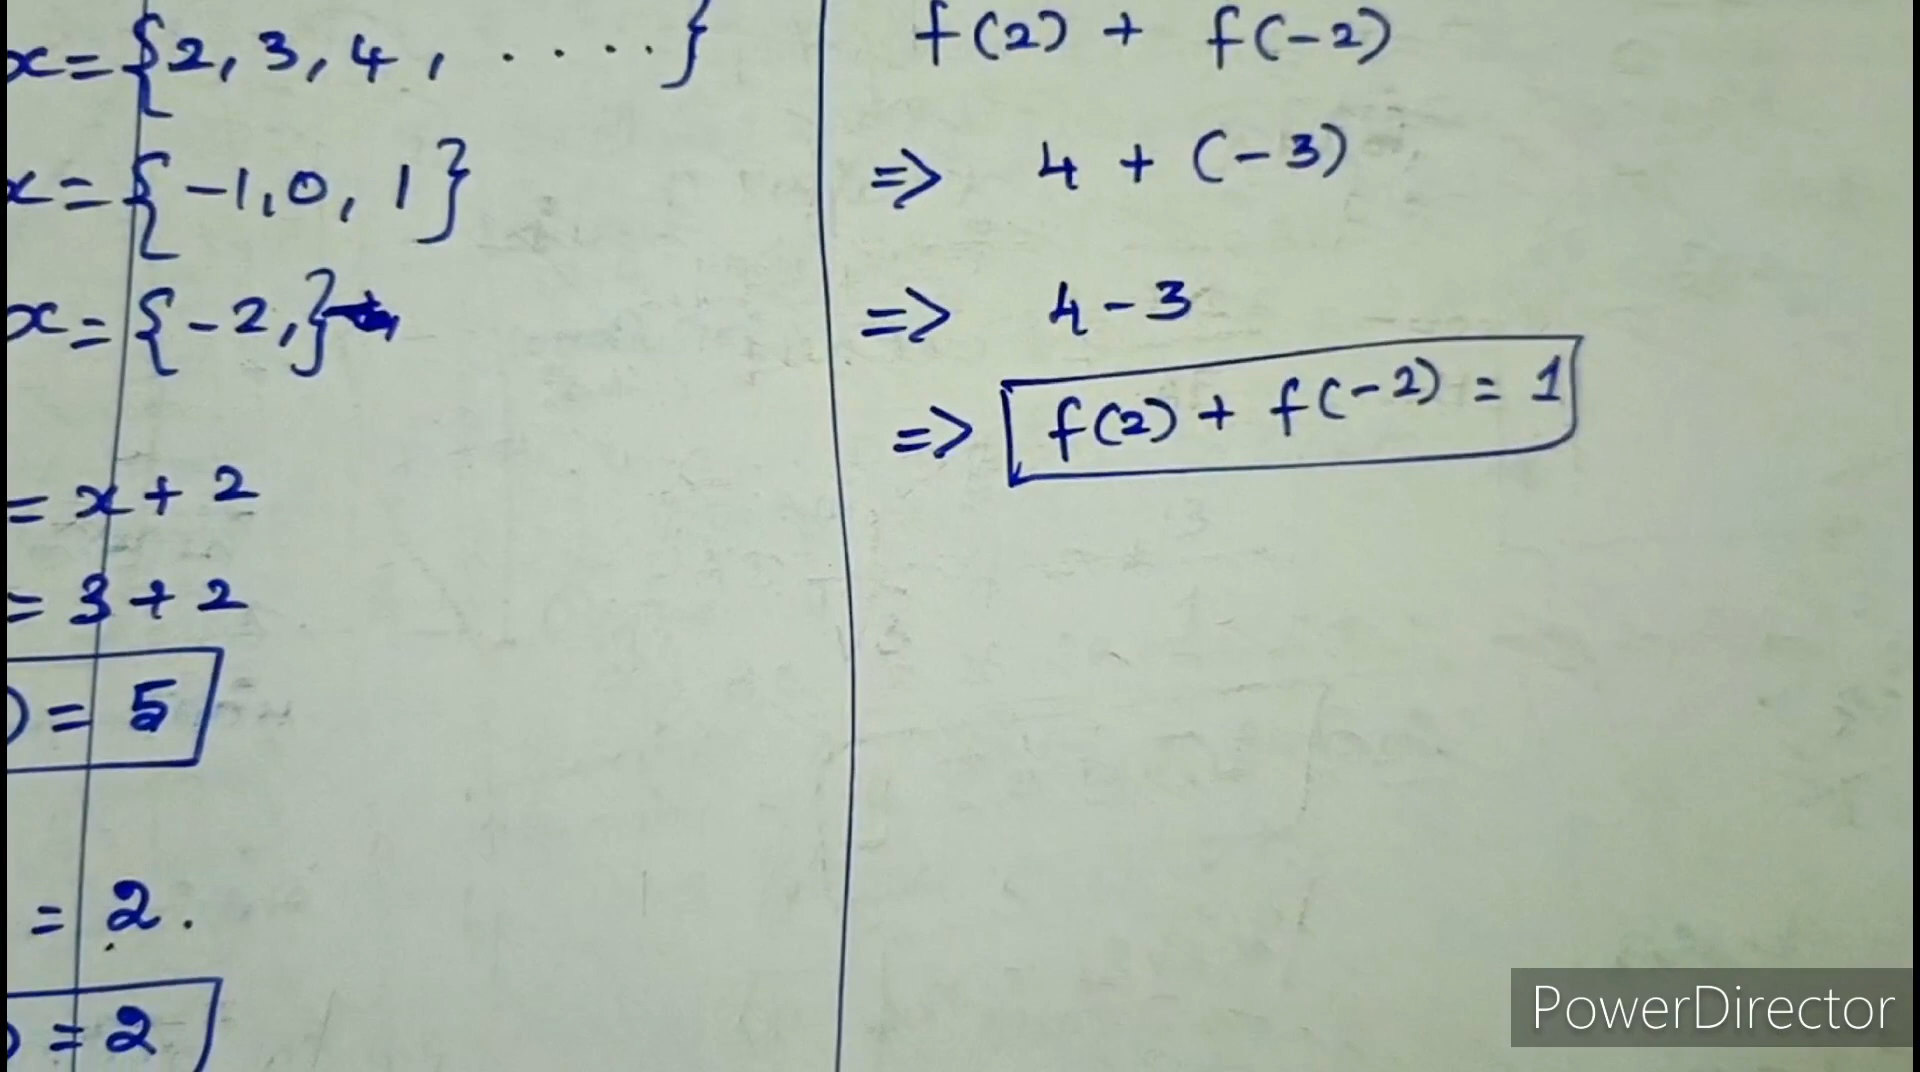 x = {2, 3, 4, .....}
x = {-1, 0, 1}
x = {-2,}
= x + 2
= 3 + 2
) = 5
= 2.
) = 2
f(2) + f(-2)
=> 4 + (-3)
=> 4 - 3
=> f(2) + f(-2) = 1
PowerDirector